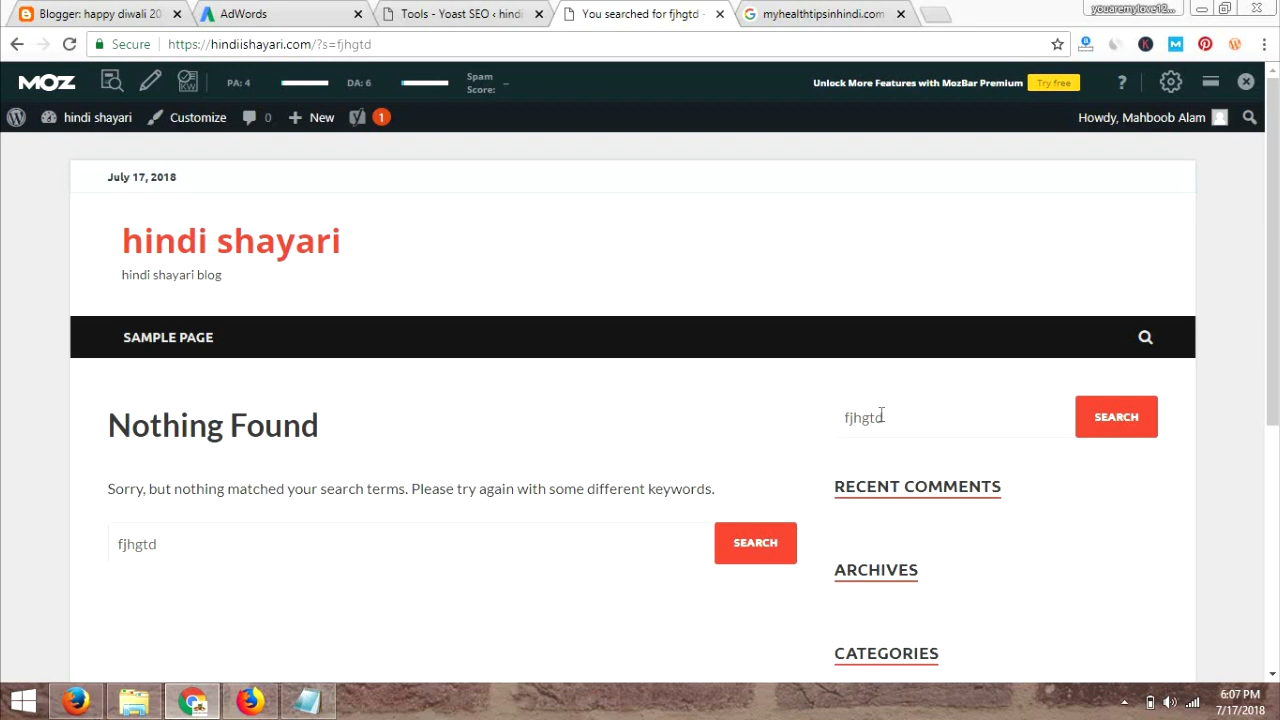 Blogger: happy diwali 20
AdWords
Tools - Yoast SEO ‹ hindi
You searched for fjhgtd -
myhealthtipsinhindi.com
youaremylove12...
Secure
https://hindiishayari.com/?s=fjhgtd
MOZ
PA: 4
DA: 6
Spam
Score: –
Unlock More Features with MozBar Premium
Try free
?
hindi shayari
Customize
0
New
1
Howdy, Mahboob Alam
July 17, 2018
hindi shayari
hindi shayari blog
SAMPLE PAGE
Nothing Found
Sorry, but nothing matched your search terms. Please try again with some different keywords.
fjhgtd
SEARCH
fjhgtd
SEARCH
RECENT COMMENTS
ARCHIVES
CATEGORIES
6:07 PM
7/17/2018